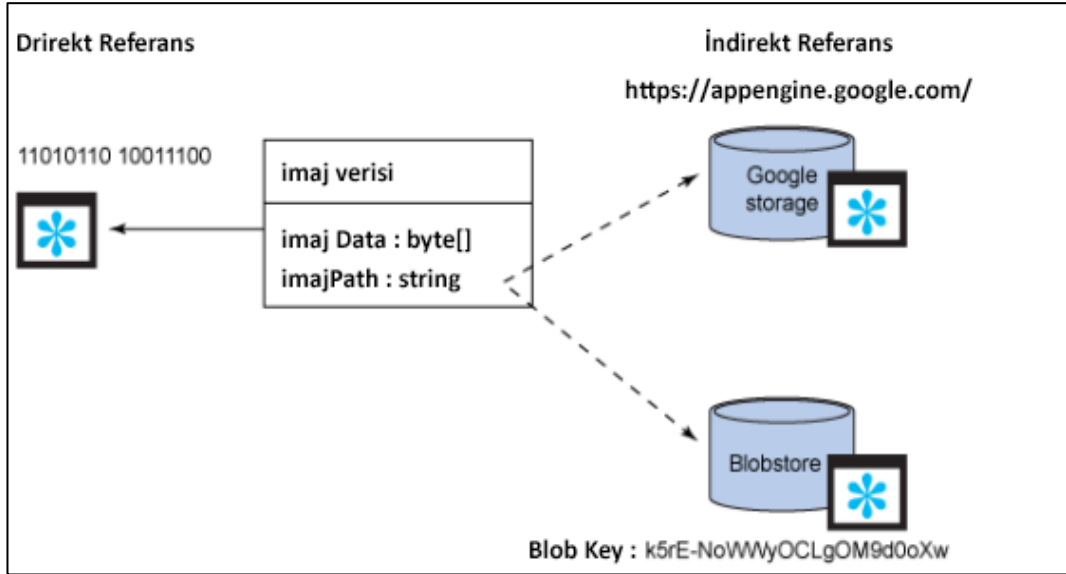 Drirekt Referans
İndirekt Referans
https://appengine.google.com/
11010110 10011100
imaj verisi
imaj Data : byte[]
imajPath : string
Google
storage
Blobstore
Blob Key : k5rE-NoWWyOCLgOM9d0oXw